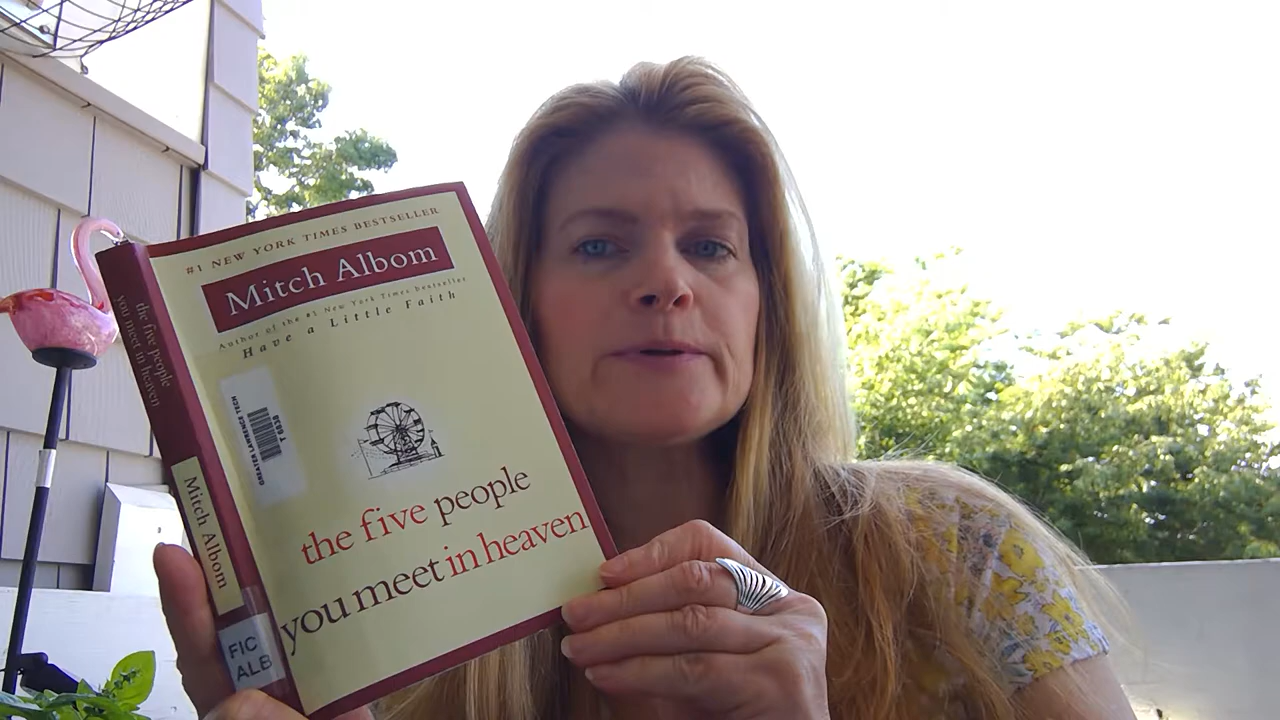 #1 NEW YORK TIMES BESTSELLER
Mitch Albom
Author of the #1 New York Times bestseller
Have a Little Faith
GREATER LAWRENCE TECH
T 6838
the five people
you meet in heaven
the five people
you meet in heaven
Mitch Albom
FIC
ALB